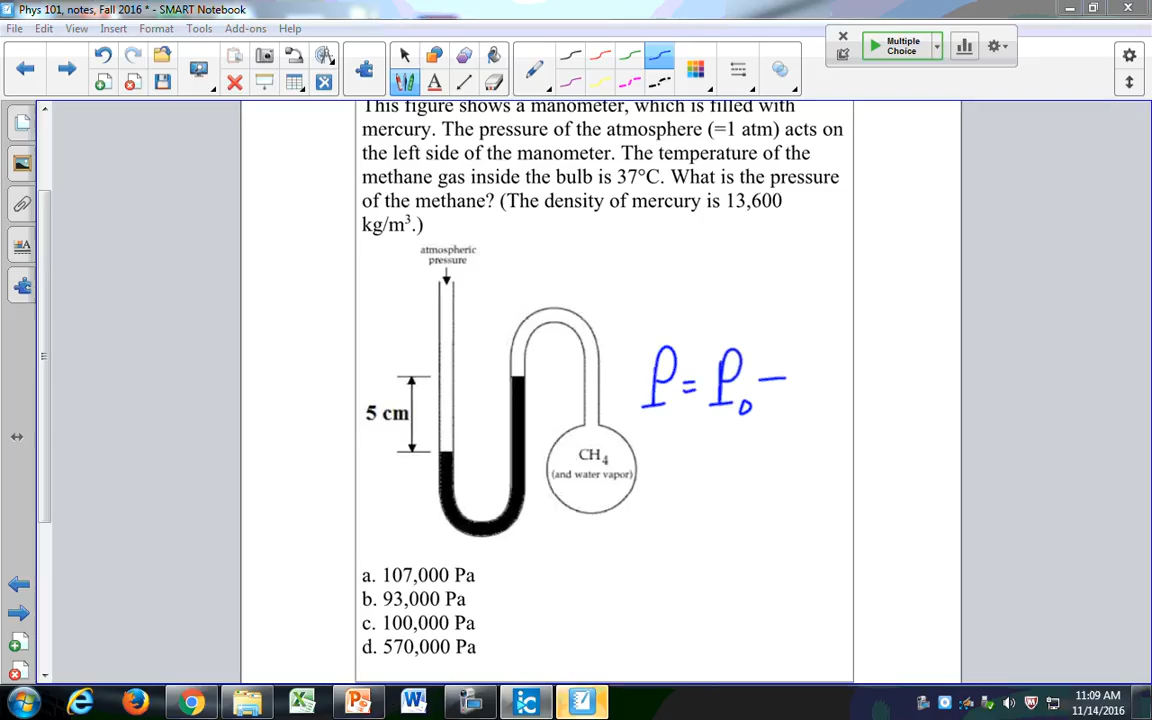 Phys 101, notes, Fall 2016 * - SMART Notebook
File Edit View Insert Format Tools Add-ons Help
Multiple
Choice
This figure shows a manometer, which is filled with
mercury. The pressure of the atmosphere (=1 atm) acts on
the left side of the manometer. The temperature of the
methane gas inside the bulb is 37°C. What is the pressure
of the methane? (The density of mercury is 13,600
kg/m³.)
atmospheric
pressure
5 cm
P = P₀ –
CH₄
(and water vapor)
a. 107,000 Pa
b. 93,000 Pa
c. 100,000 Pa
d. 570,000 Pa
11:09 AM
11/14/2016